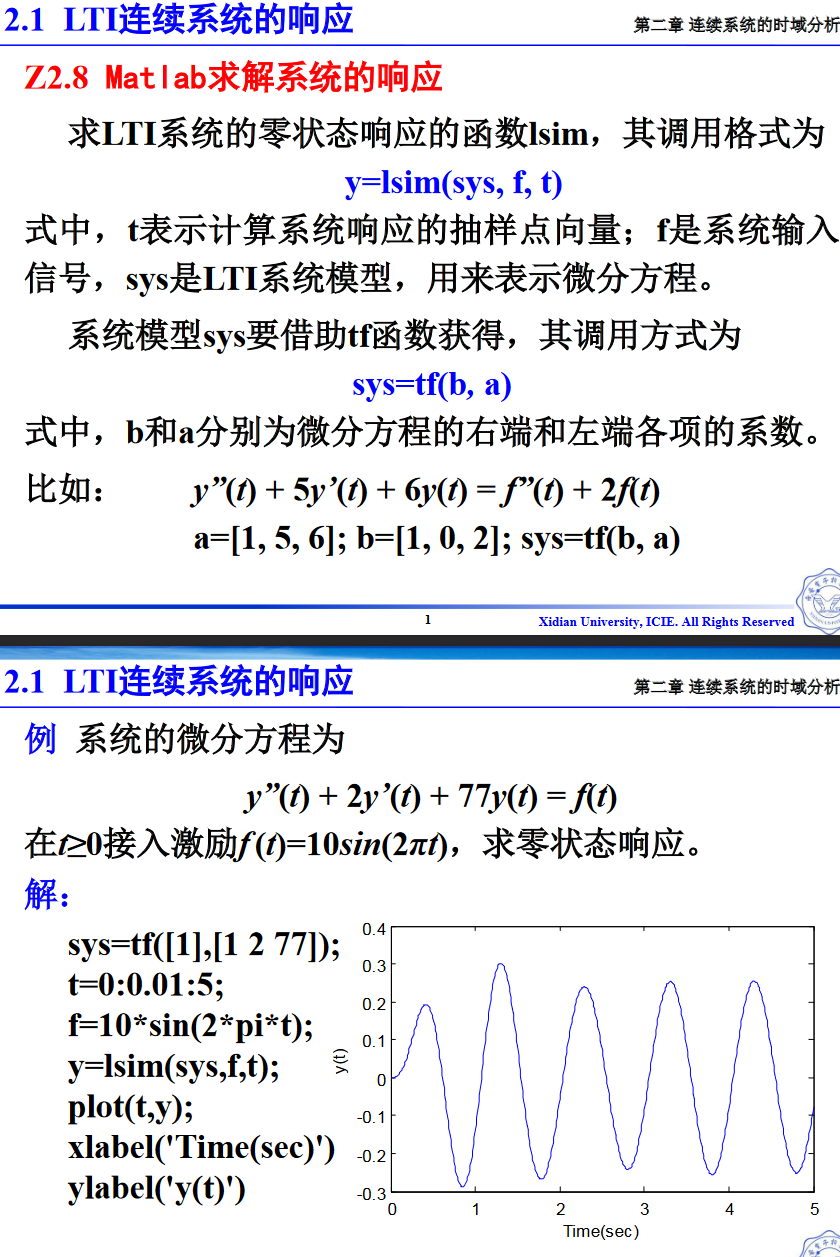 2.1 LTI连续系统的响应
第二章 连续系统的时域分析
Z2.8 Matlab求解系统的响应
求LTI系统的零状态响应的函数lsim，其调用格式为
y=lsim(sys, f, t)
式中，t表示计算系统响应的抽样点向量；f是系统输入
信号，sys是LTI系统模型，用来表示微分方程。
系统模型sys要借助tf函数获得，其调用方式为
sys=tf(b, a)
式中，b和a分别为微分方程的右端和左端各项的系数。
比如： y”(t) + 5y’(t) + 6y(t) = f”(t) + 2f(t)
a=[1, 5, 6]; b=[1, 0, 2]; sys=tf(b, a)
1
Xidian University, ICIE. All Rights Reserved
2.1 LTI连续系统的响应
第二章 连续系统的时域分析
例 系统的微分方程为
y”(t) + 2y’(t) + 77y(t) = f(t)
在t≥0接入激励f (t)=10sin(2πt)，求零状态响应。
解：
sys=tf([1],[1 2 77]);
t=0:0.01:5;
f=10*sin(2*pi*t);
y=lsim(sys,f,t);
plot(t,y);
xlabel('Time(sec)')
ylabel('y(t)')
0.4
0.3
0.2
0.1
0
-0.1
-0.2
-0.3
y(t)
0 1 2 3 4 5
Time(sec)